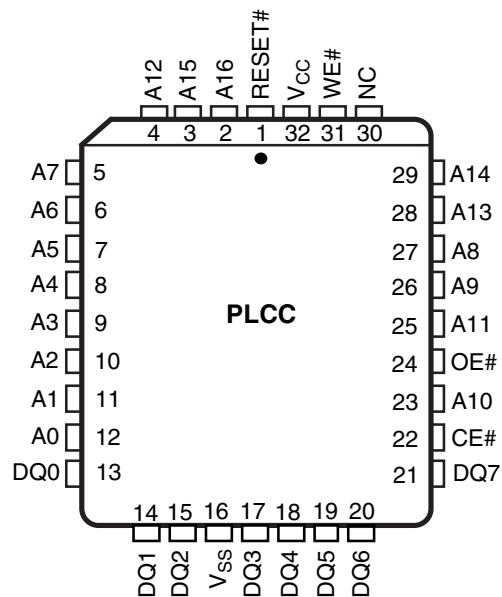 A12 A15 A16 RESET# VCC WE# NC
4 3 2 1 32 31 30
A7 5 29 A14
A6 6 28 A13
A5 7 27 A8
A4 8 26 A9
PLCC
A3 9 25 A11
A2 10 24 OE#
A1 11 23 A10
A0 12 22 CE#
DQ0 13 21 DQ7
14 15 16 17 18 19 20
DQ1 DQ2 VSS DQ3 DQ4 DQ5 DQ6